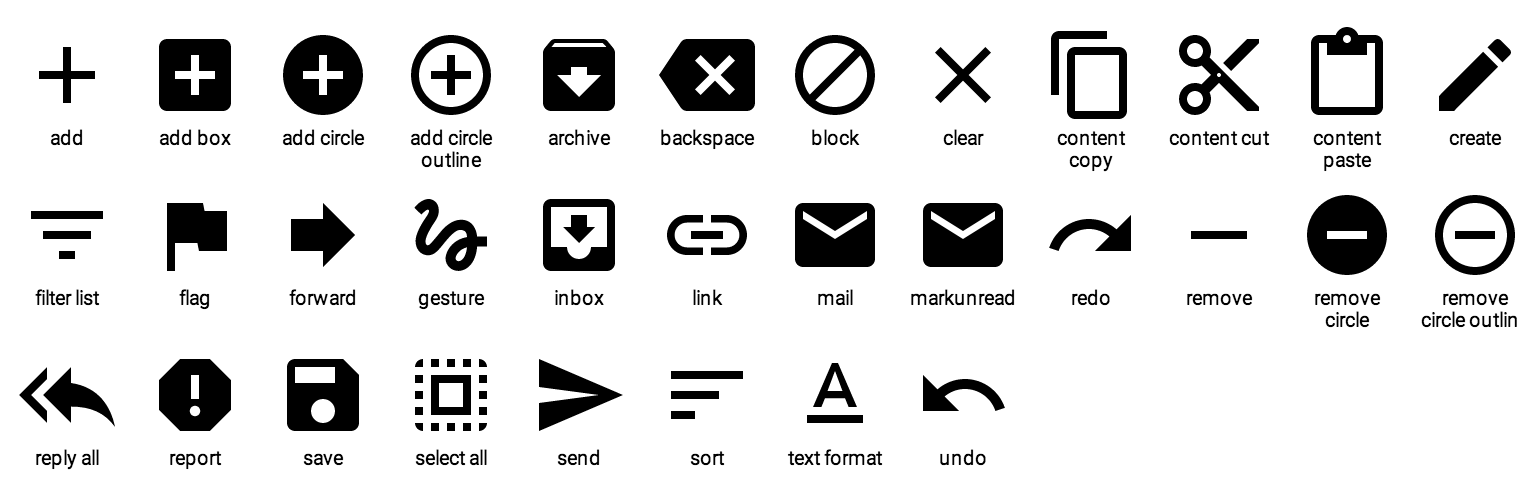 add
add box
add circle
add circle
outline
archive
backspace
block
clear
content
copy
content cut
content
paste
create
filter list
flag
forward
gesture
inbox
link
mail
markunread
redo
remove
remove
circle
remove
circle outlin
reply all
report
save
select all
send
sort
A
text format
undo